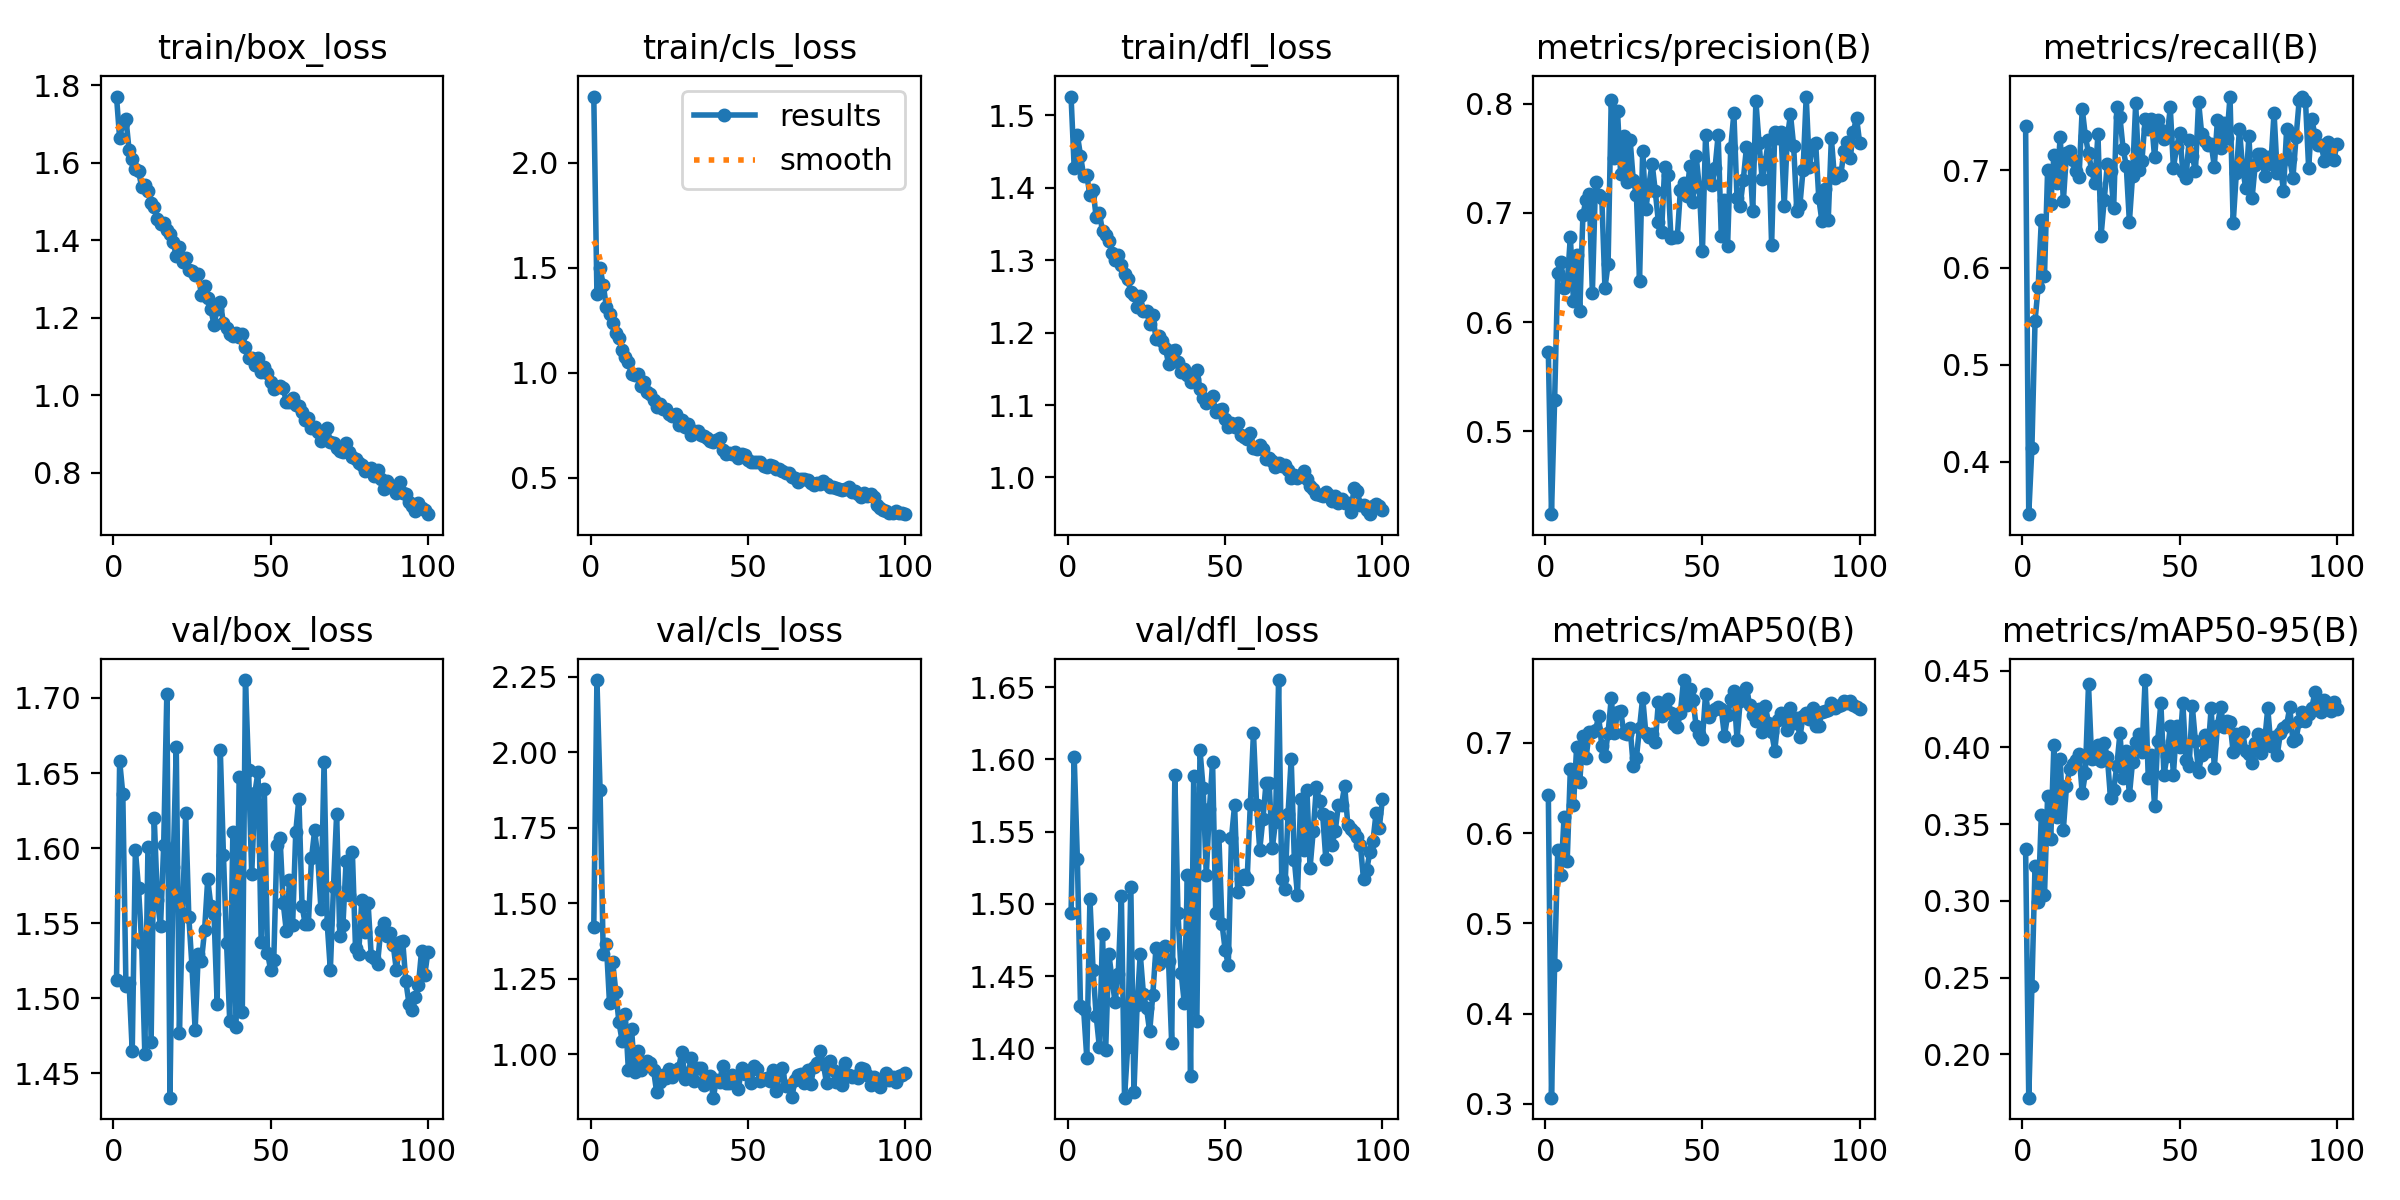 train/box_loss
1.8
1.6
1.4
1.2
1.0
0.8
0 50 100
train/cls_loss
results
smooth
2.0
1.5
1.0
0.5
0 50 100
train/dfl_loss
1.5
1.4
1.3
1.2
1.1
1.0
0 50 100
metrics/precision(B)
0.8
0.7
0.6
0.5
0 50 100
metrics/recall(B)
0.7
0.6
0.5
0.4
0 50 100
val/box_loss
1.70
1.65
1.60
1.55
1.50
1.45
0 50 100
val/cls_loss
2.25
2.00
1.75
1.50
1.25
1.00
0 50 100
val/dfl_loss
1.65
1.60
1.55
1.50
1.45
1.40
0 50 100
metrics/mAP50(B)
0.7
0.6
0.5
0.4
0.3
0 50 100
metrics/mAP50-95(B)
0.45
0.40
0.35
0.30
0.25
0.20
0 50 100